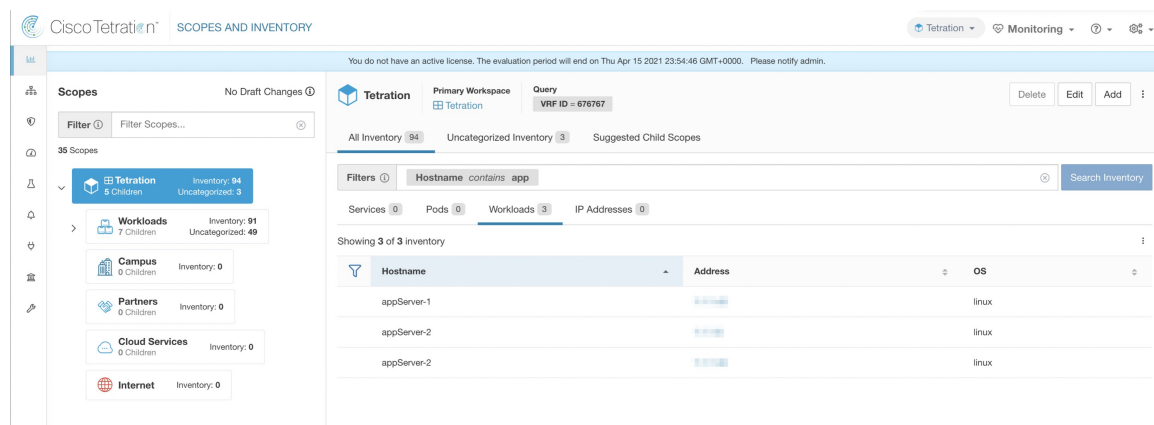 Cisco Tetration™ SCOPES AND INVENTORY Tetration Monitoring
You do not have an active license. The evaluation period will end on Thu Apr 15 2021 23:54:46 GMT+0000. Please notify admin.
Scopes No Draft Changes
Filter Filter Scopes...
35 Scopes
Tetration Inventory: 94
5 Children Uncategorized: 3
Workloads Inventory: 91
7 Children Uncategorized: 49
Campus
0 Children Inventory: 0
Partners
0 Children Inventory: 0
Cloud Services
0 Children Inventory: 0
Internet Inventory: 0
Tetration
Primary Workspace
Tetration
Query
VRF ID = 676767
Delete Edit Add
All Inventory 94 Uncategorized Inventory 3 Suggested Child Scopes
Filters Hostname contains app Search Inventory
Services 0 Pods 0 Workloads 3 IP Addresses 0
Showing 3 of 3 inventory
Hostname Address OS
appServer-1 linux
appServer-2 linux
appServer-2 linux